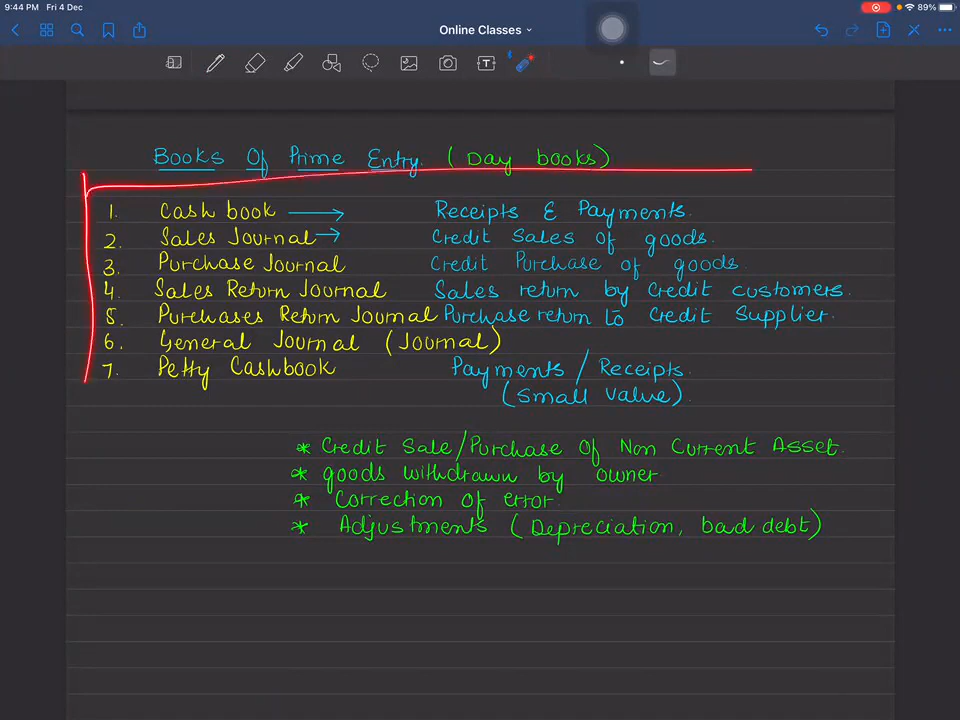 9:44 PM Fri 4 Dec
89%
Online Classes
T
Books Of Prime Entry. (Day books)
1. Cash book → Receipts & Payments.
2. Sales Journal → Credit Sales of goods.
3. Purchase Journal Credit Purchase of goods.
4. Sales Return Journal Sales return by Credit customers.
5. Purchases Return Journal Purchase return to Credit Supplier.
6. General Journal (Journal)
7. Petty Cashbook Payments / Receipts.
(Small value).
* Credit Sale/Purchase Of Non Current Asset.
* goods withdrawn by owner
* Correction of error.
* Adjustments (Depreciation, bad debt)